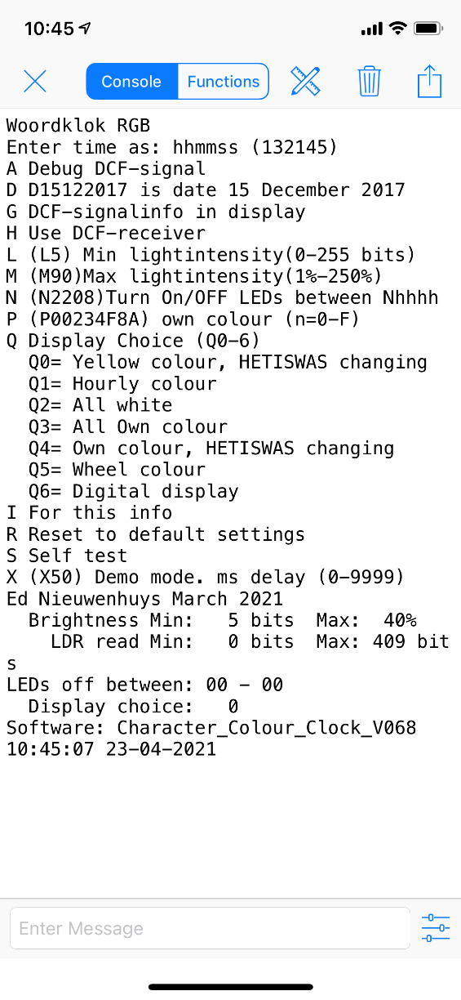 10:45
Console Functions
Woordklok RGB
Enter time as: hhmmss (132145)
A Debug DCF-signal
D D15122017 is date 15 December 2017
G DCF-signalinfo in display
H Use DCF-receiver
L (L5) Min lightintensity(0-255 bits)
M (M90)Max lightintensity(1%-250%)
N (N2208)Turn On/OFF LEDs between Nhhhh
P (P00234F8A) own colour (n=0-F)
Q Display Choice (Q0-6)
Q0= Yellow colour, HETISWAS changing
Q1= Hourly colour
Q2= All white
Q3= All Own colour
Q4= Own colour, HETISWAS changing
Q5= Wheel colour
Q6= Digital display
I For this info
R Reset to default settings
S Self test
X (X50) Demo mode. ms delay (0-9999)
Ed Nieuwenhuys March 2021
Brightness Min: 5 bits Max: 40%
LDR read Min: 0 bits Max: 409 bit
s
LEDs off between: 00 - 00
Display choice: 0
Software: Character_Colour_Clock_V068
10:45:07 23-04-2021
Enter Message